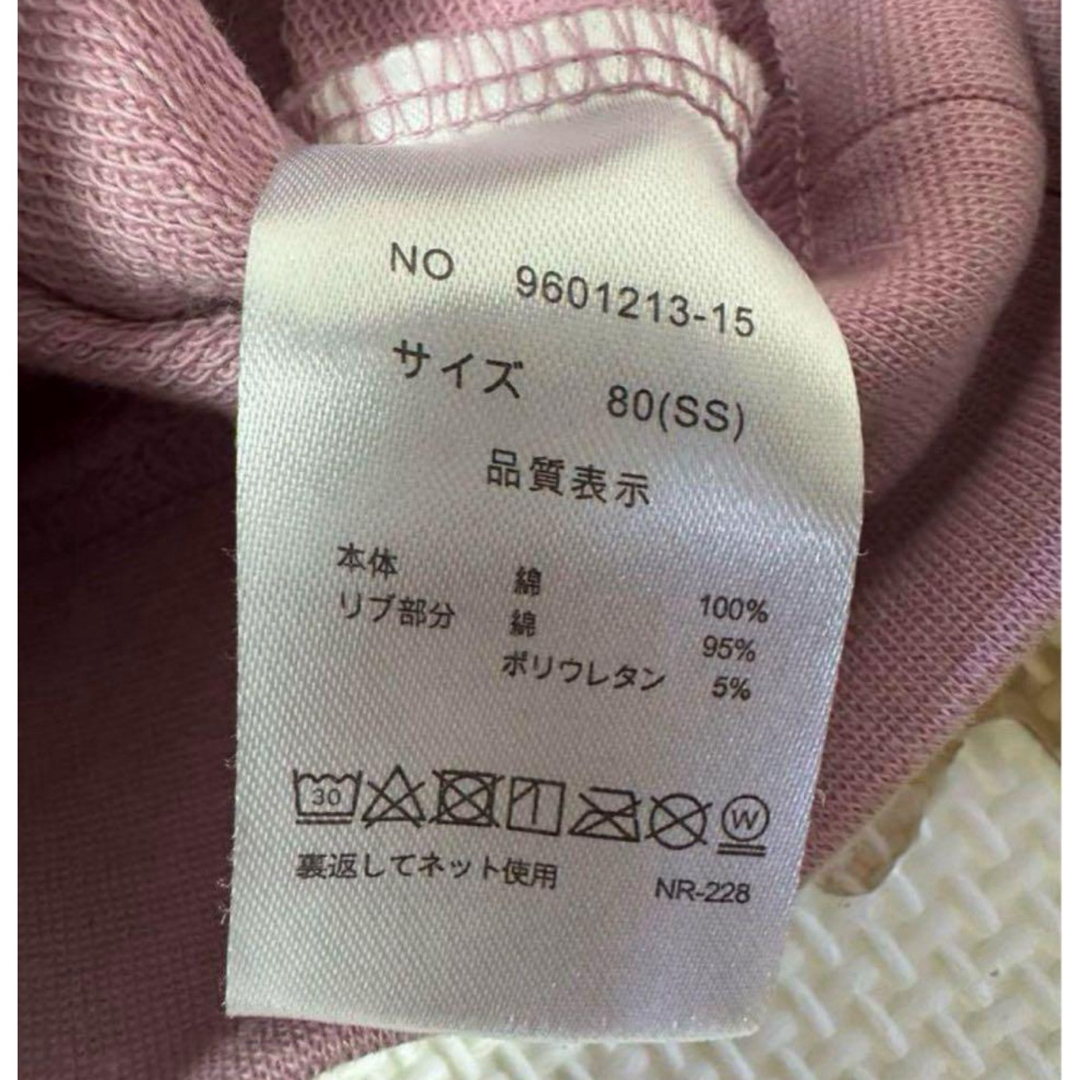 NO 9601213-15
サイズ 80(SS)
品質表示
本体 綿 100%
リブ部分 綿 95%
ポリウレタン 5%
30 W
裏返してネット使用 NR-228